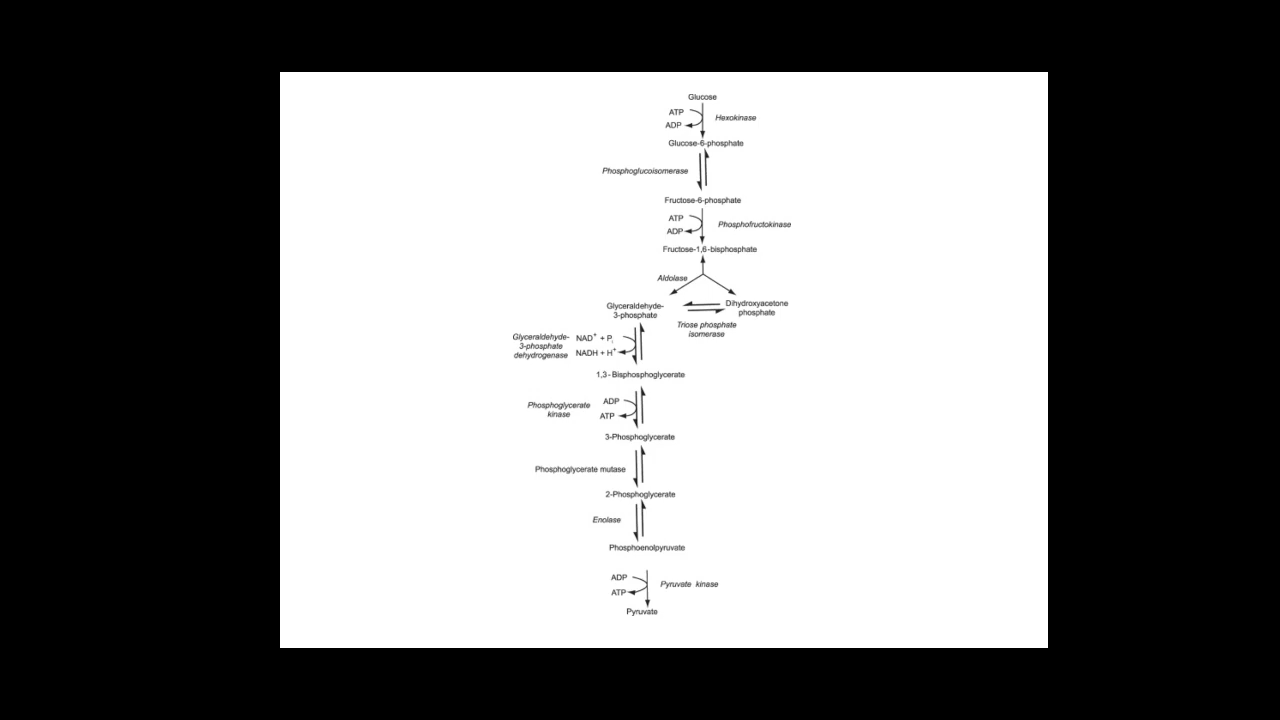 Glucose
ATP
ADP
Hexokinase
Glucose-6-phosphate
Phosphoglucoisomerase
Fructose-6-phosphate
ATP
ADP
Phosphofructokinase
Fructose-1,6-bisphosphate
Aldolase
Glyceraldehyde-
3-phosphate
Dihydroxyacetone
phosphate
Triose phosphate
isomerase
Glyceraldehyde-
3-phosphate
dehydrogenase
NAD+ + Pi
NADH + H+
1,3-Bisphosphoglycerate
Phosphoglycerate
kinase
ADP
ATP
3-Phosphoglycerate
Phosphoglycerate mutase
2-Phosphoglycerate
Enolase
Phosphoenolpyruvate
ADP
ATP
Pyruvate kinase
Pyruvate